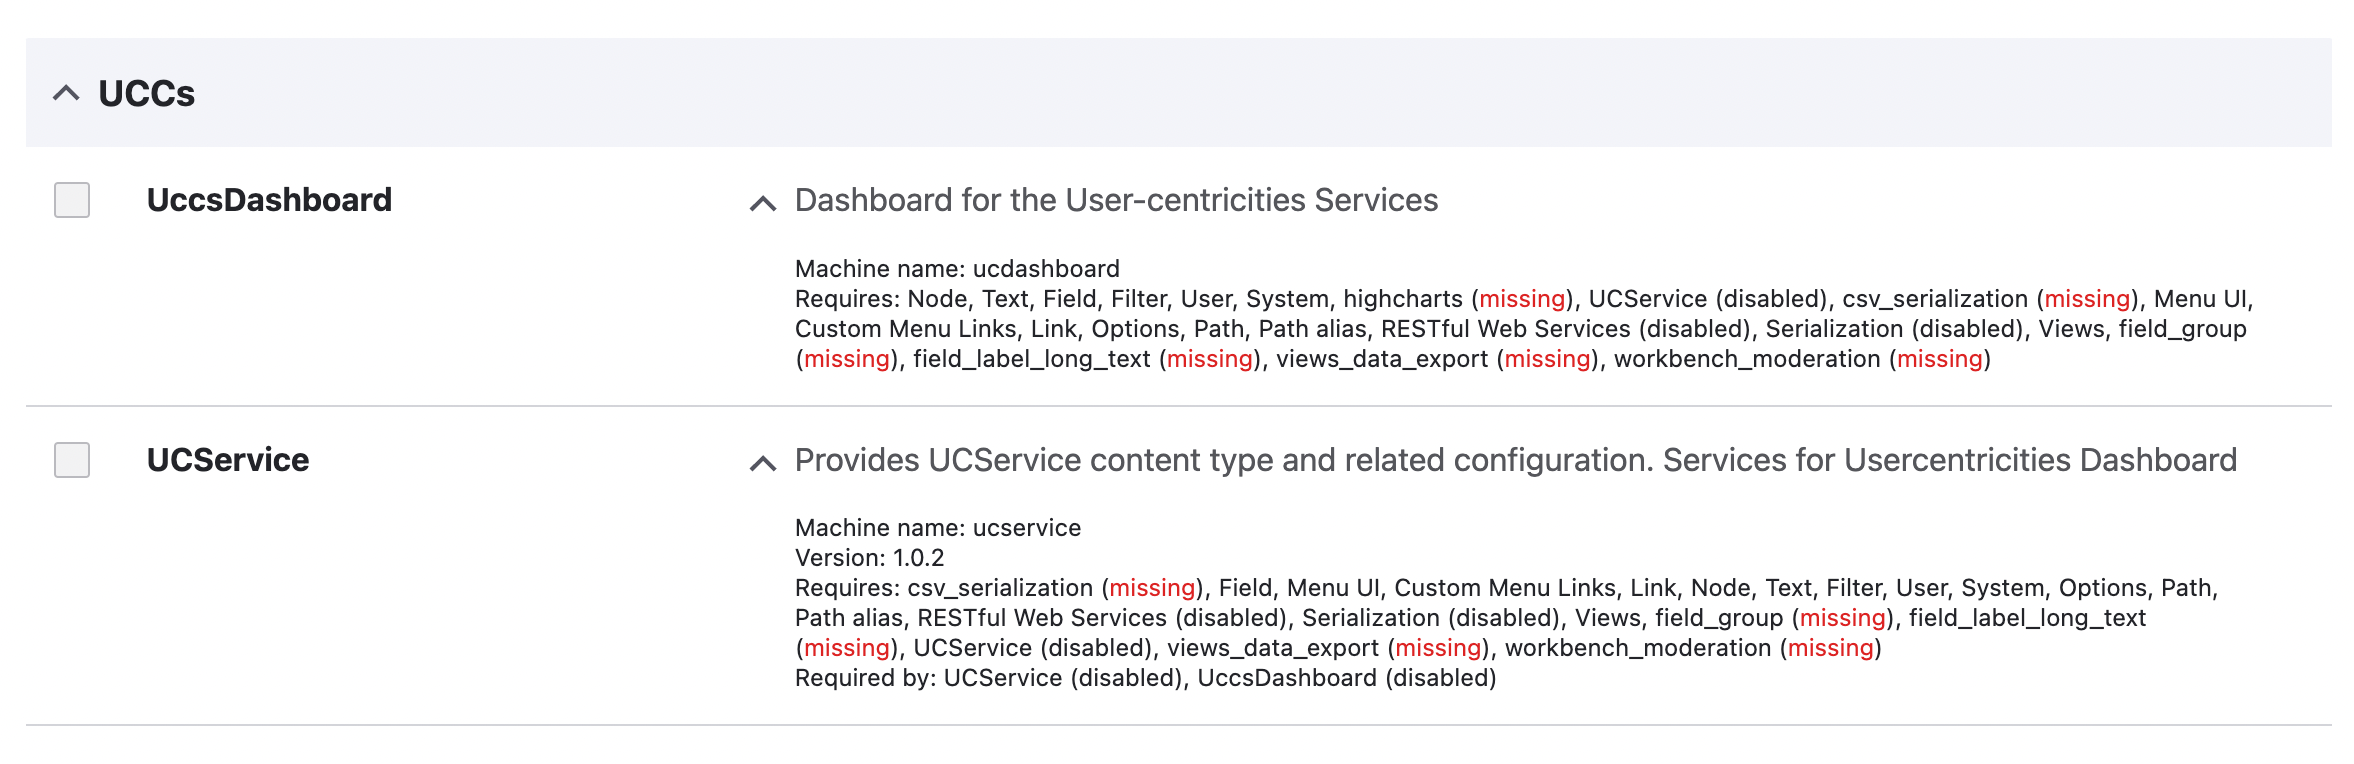 UCCs
UccsDashboard
Dashboard for the User-centricities Services
Machine name: ucdashboard
Requires: Node, Text, Field, Filter, User, System, highcharts (missing), UCService (disabled), csv_serialization (missing), Menu UI,
Custom Menu Links, Link, Options, Path, Path alias, RESTful Web Services (disabled), Serialization (disabled), Views, field_group
(missing), field_label_long_text (missing), views_data_export (missing), workbench_moderation (missing)
UCService
Provides UCService content type and related configuration. Services for Usercentricities Dashboard
Machine name: ucservice
Version: 1.0.2
Requires: csv_serialization (missing), Field, Menu UI, Custom Menu Links, Link, Node, Text, Filter, User, System, Options, Path,
Path alias, RESTful Web Services (disabled), Serialization (disabled), Views, field_group (missing), field_label_long_text
(missing), UCService (disabled), views_data_export (missing), workbench_moderation (missing)
Required by: UCService (disabled), UccsDashboard (disabled)